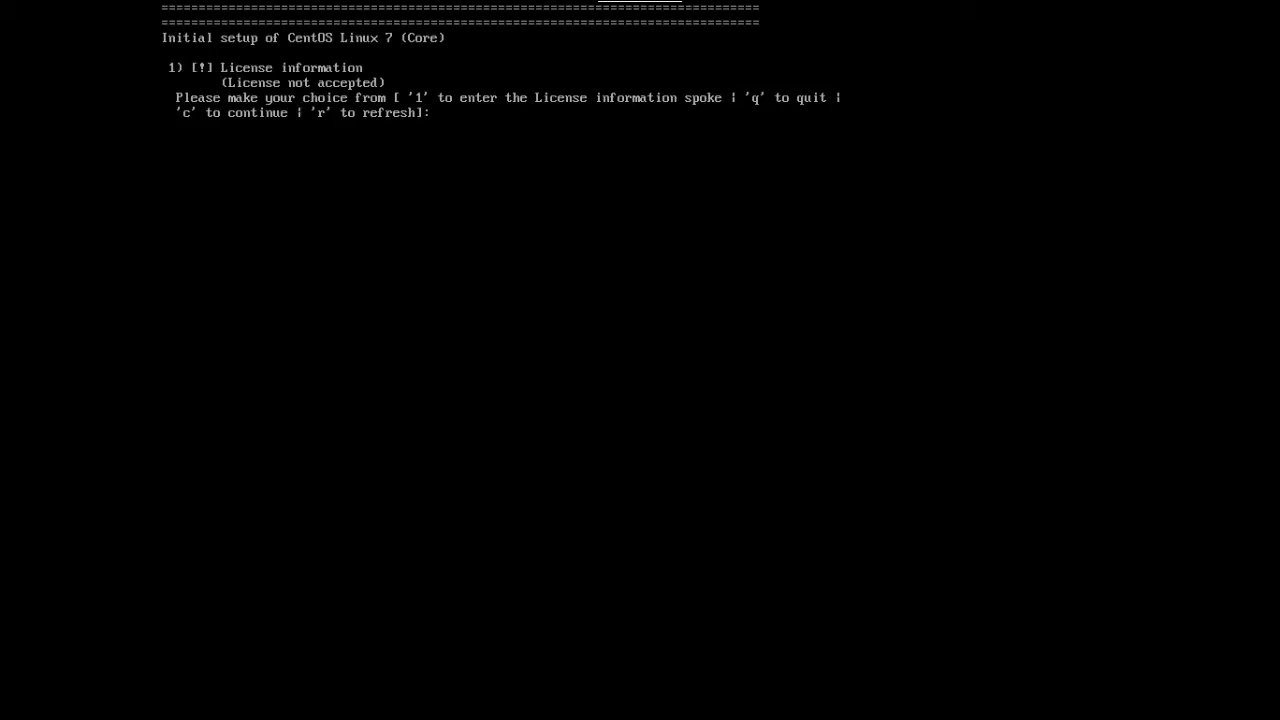 ================================================================================
================================================================================
Initial setup of CentOS Linux 7 (Core)
1) [!] License information
(License not accepted)
Please make your choice from [ '1' to enter the License information spoke | 'q' to quit |
'c' to continue | 'r' to refresh]: